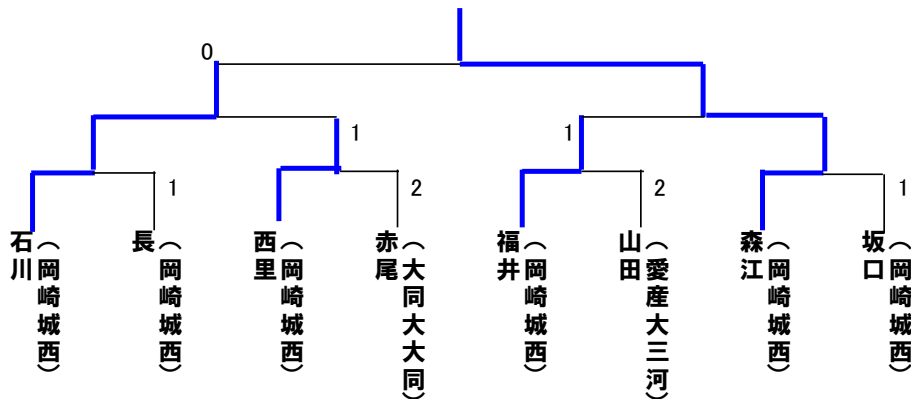 0
1
1
1
2
2
1
石川
（岡崎城西）
長
（岡崎城西）
西里
（岡崎城西）
赤尾
（大同大大同）
福井
（岡崎城西）
山田
（愛産大三河）
森江
（岡崎城西）
坂口
（岡崎城西）